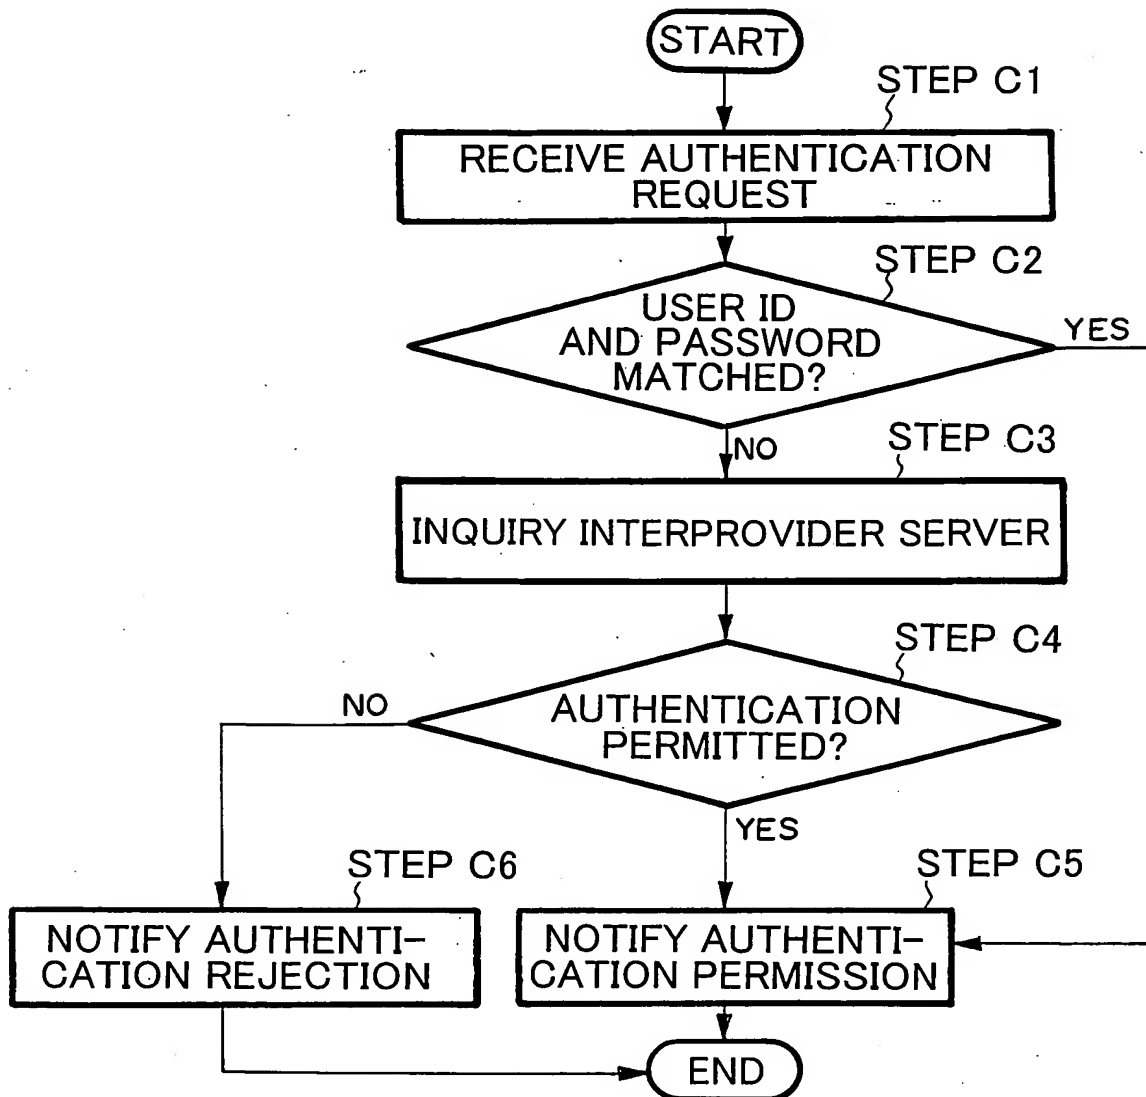 START
STEP C1
RECEIVE AUTHENTICATION
REQUEST
STEP C2
USER ID
AND PASSWORD
MATCHED?
YES
NO
STEP C3
INQUIRY INTERPROVIDER SERVER
STEP C4
NO
AUTHENTICATION
PERMITTED?
YES
STEP C6
STEP C5
NOTIFY AUTHENTI-
CATION REJECTION
NOTIFY AUTHENTI-
CATION PERMISSION
END